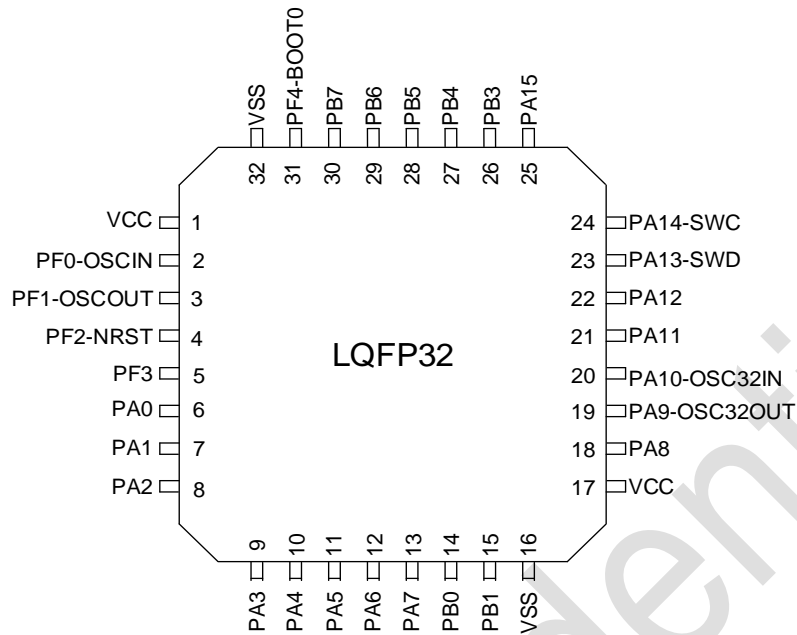 VSS
PF4-BOOT0
PB7
PB6
PB5
PB4
PB3
PA15
32 31 30 29 28 27 26 25
VCC 1
PF0-OSCIN 2
PF1-OSCOUT 3
PF2-NRST 4
PF3 5
PA0 6
PA1 7
PA2 8
LQFP32
24 PA14-SWC
23 PA13-SWD
22 PA12
21 PA11
20 PA10-OSC32IN
19 PA9-OSC32OUT
18 PA8
17 VCC
9 10 11 12 13 14 15 16
PA3
PA4
PA5
PA6
PA7
PB0
PB1
VSS
denti